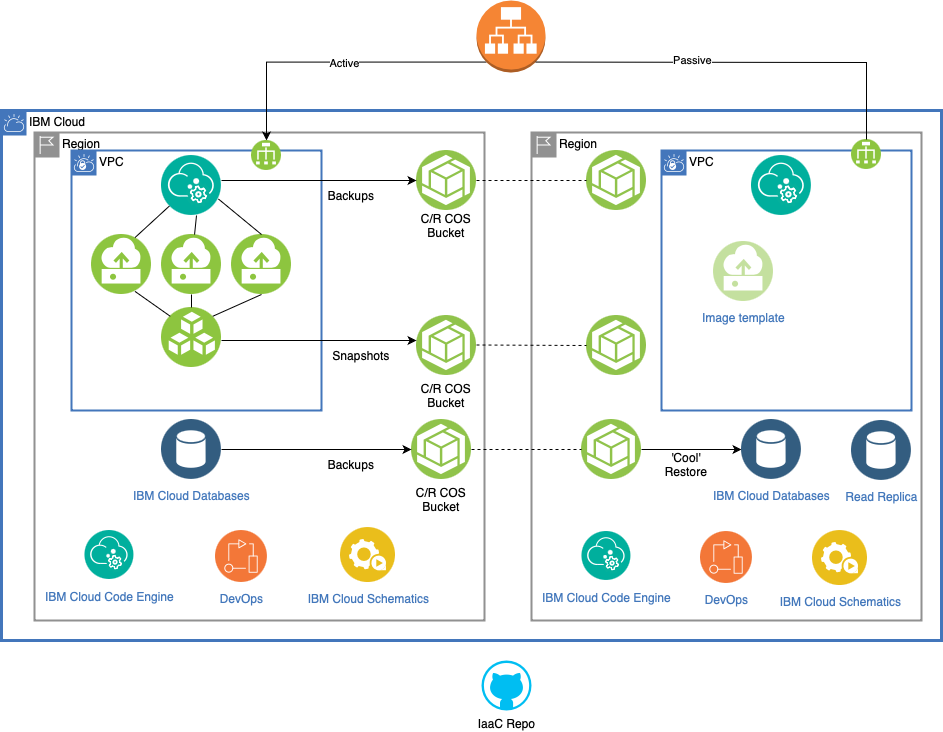 Active
Passive
IBM Cloud
Region
Region
VPC
VPC
Backups
C/R COS
Bucket
Image template
Snapshots
C/R COS
Bucket
Backups
'Cool'
Restore
C/R COS
Bucket
IBM Cloud Databases
IBM Cloud Databases
Read Replica
IBM Cloud Code Engine
DevOps
IBM Cloud Schematics
IBM Cloud Code Engine
DevOps
IBM Cloud Schematics
IaaC Repo